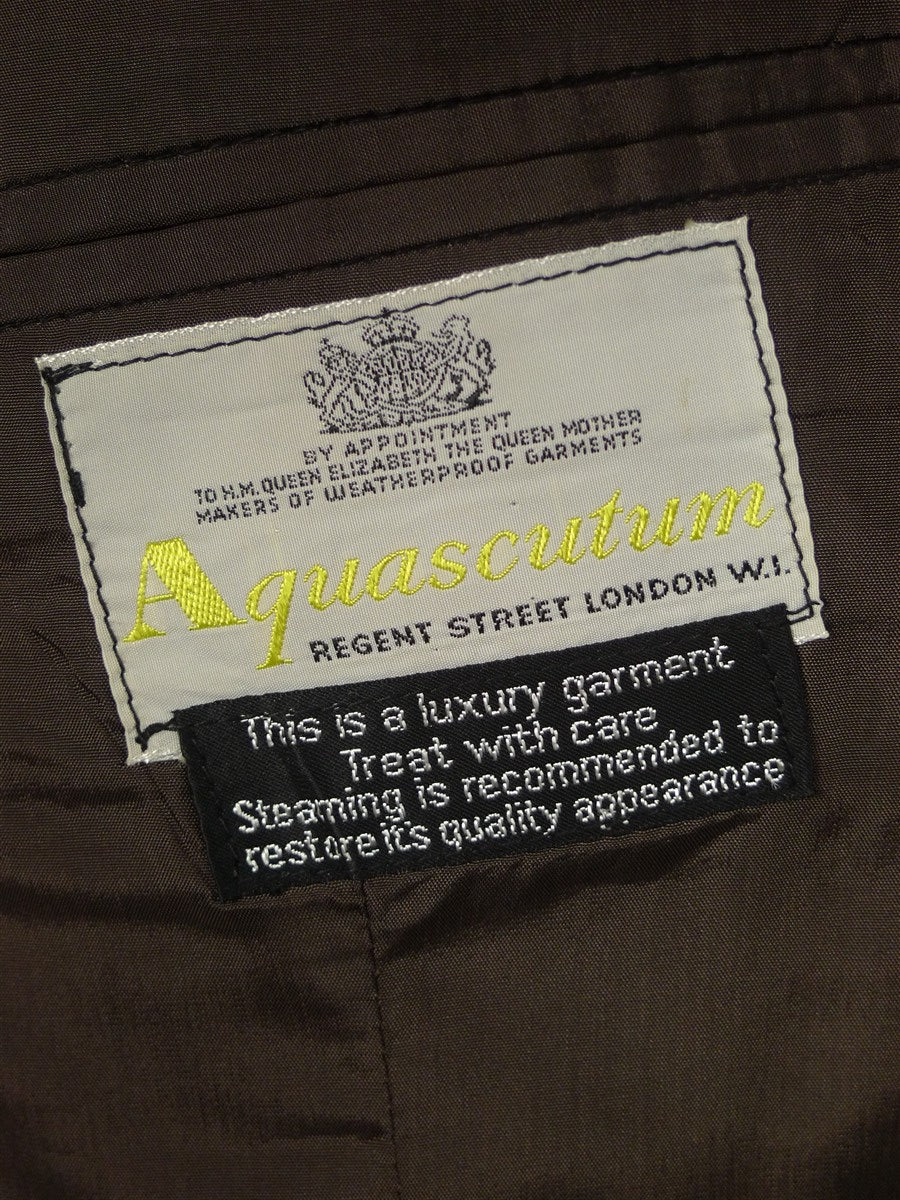 BY APPOINTMENT
TO H.M. QUEEN ELIZABETH THE QUEEN MOTHER
MAKERS OF WEATHERPROOF GARMENTS
Aquascutum
REGENT STREET LONDON W.I.
This is a luxury garment
Treat with care
Steaming is recommended to
restore its quality appearance